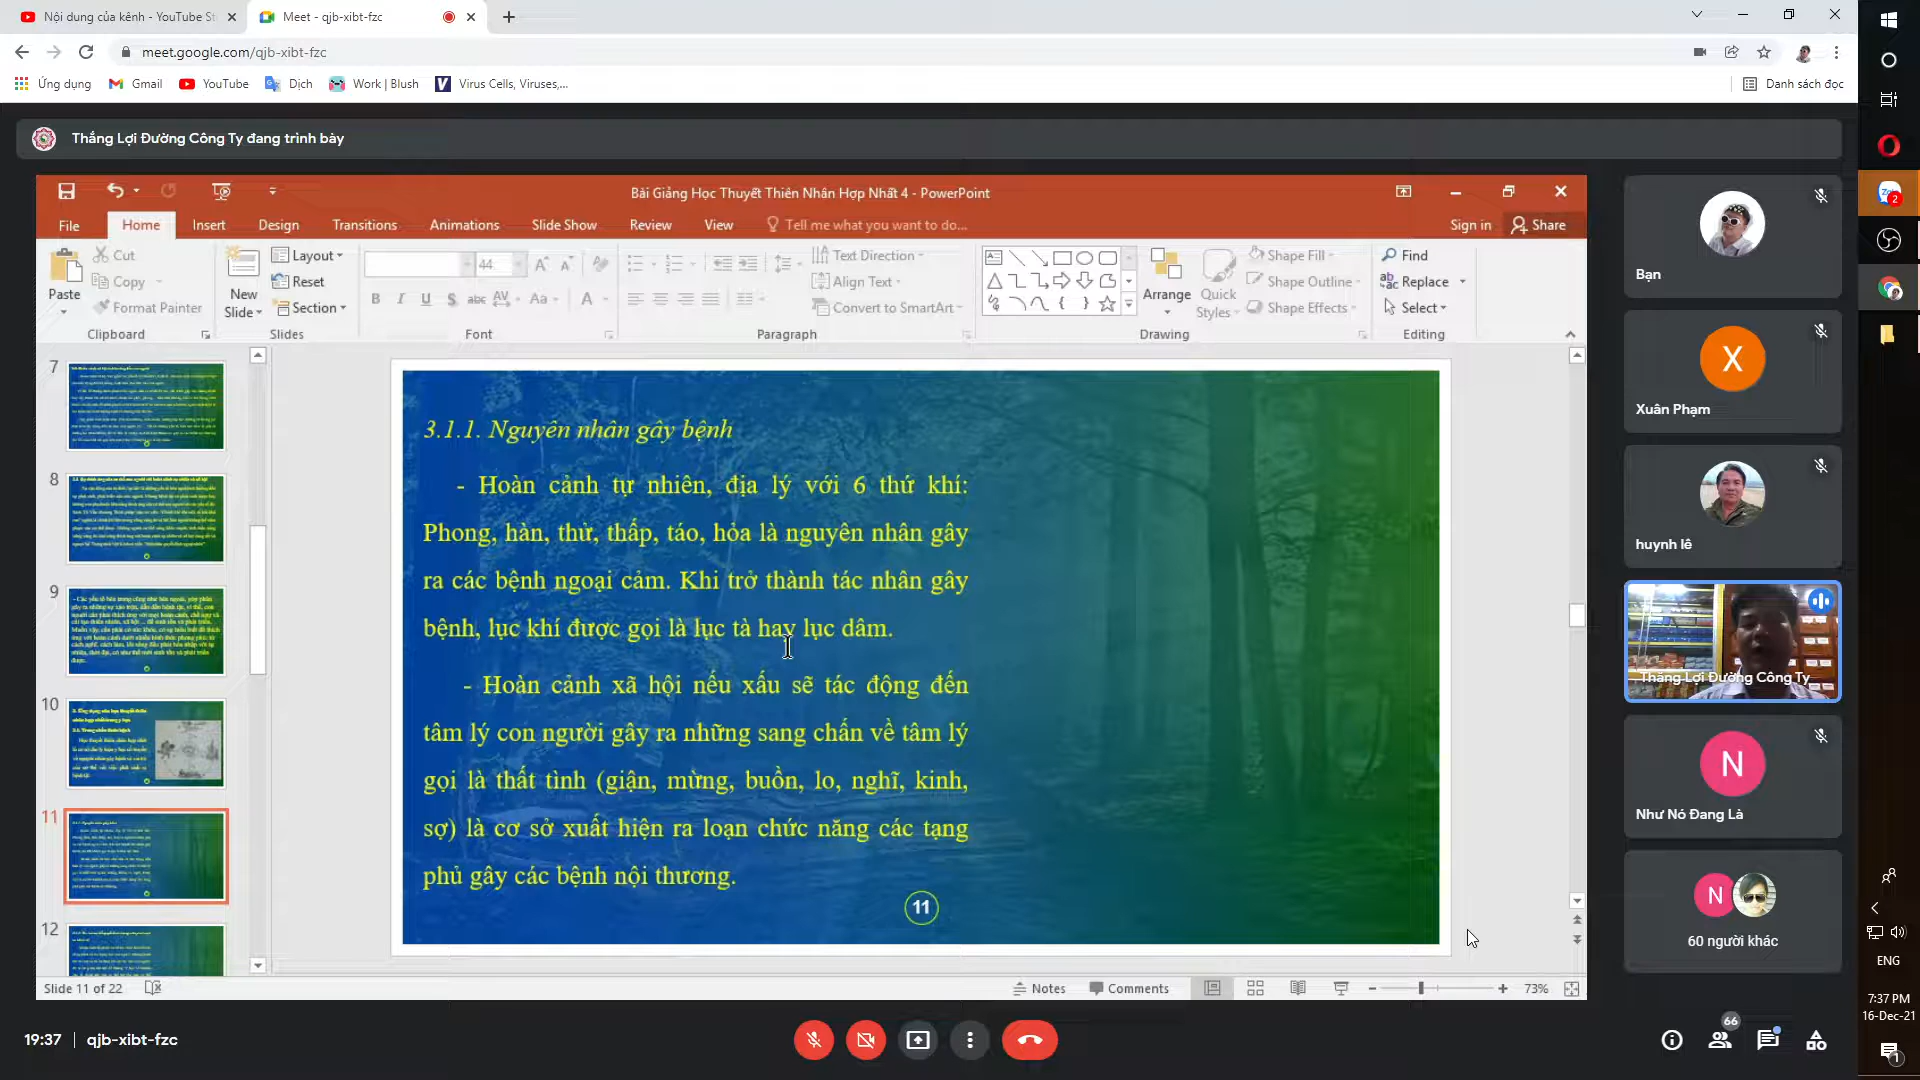 Nội dung của kênh - YouTube St
Meet - qjb-xibt-fzc
meet.google.com/qjb-xibt-fzc
Ứng dụng
Gmail
YouTube
Dịch
Work | Blush
Virus Cells, Viruses,...
Danh sách đọc
Thắng Lợi Đường Công Ty đang trình bày
Bài Giảng Học Thuyết Thiên Nhân Hợp Nhất 4 - PowerPoint
File Home Insert Design Transitions Animations Slide Show Review View Tell me what you want to do... Sign in Share
Cut
Copy
Format Painter
Paste
Clipboard
New Slide
Layout
Reset
Section
Slides
44
Font
Text Direction
Align Text
Convert to SmartArt
Paragraph
Arrange
Quick Styles
Shape Fill
Shape Outline
Shape Effects
Drawing
Find
Replace
Select
Editing
7
8
9
10
11
12
3.1.1. Nguyên nhân gây bệnh
- Hoàn cảnh tự nhiên, địa lý với 6 thứ khí:
Phong, hàn, thử, thấp, táo, hỏa là nguyên nhân gây
ra các bệnh ngoại cảm. Khi trở thành tác nhân gây
bệnh, lục khí được gọi là lục tà hay lục dâm.
- Hoàn cảnh xã hội nếu xấu sẽ tác động đến
tâm lý con người gây ra những sang chấn về tâm lý
gọi là thất tình (giận, mừng, buồn, lo, nghĩ, kinh,
sợ) là cơ sở xuất hiện ra loạn chức năng các tạng
phủ gây các bệnh nội thương.
11
Slide 11 of 22
Notes
Comments
73%
Bạn
X
Xuân Phạm
huynh lê
Thắng Lợi Đường Công Ty
N
Như Nó Đang Là
N
60 người khác
19:37 | qjb-xibt-fzc
66
2
ENG
7:37 PM
16-Dec-21
1